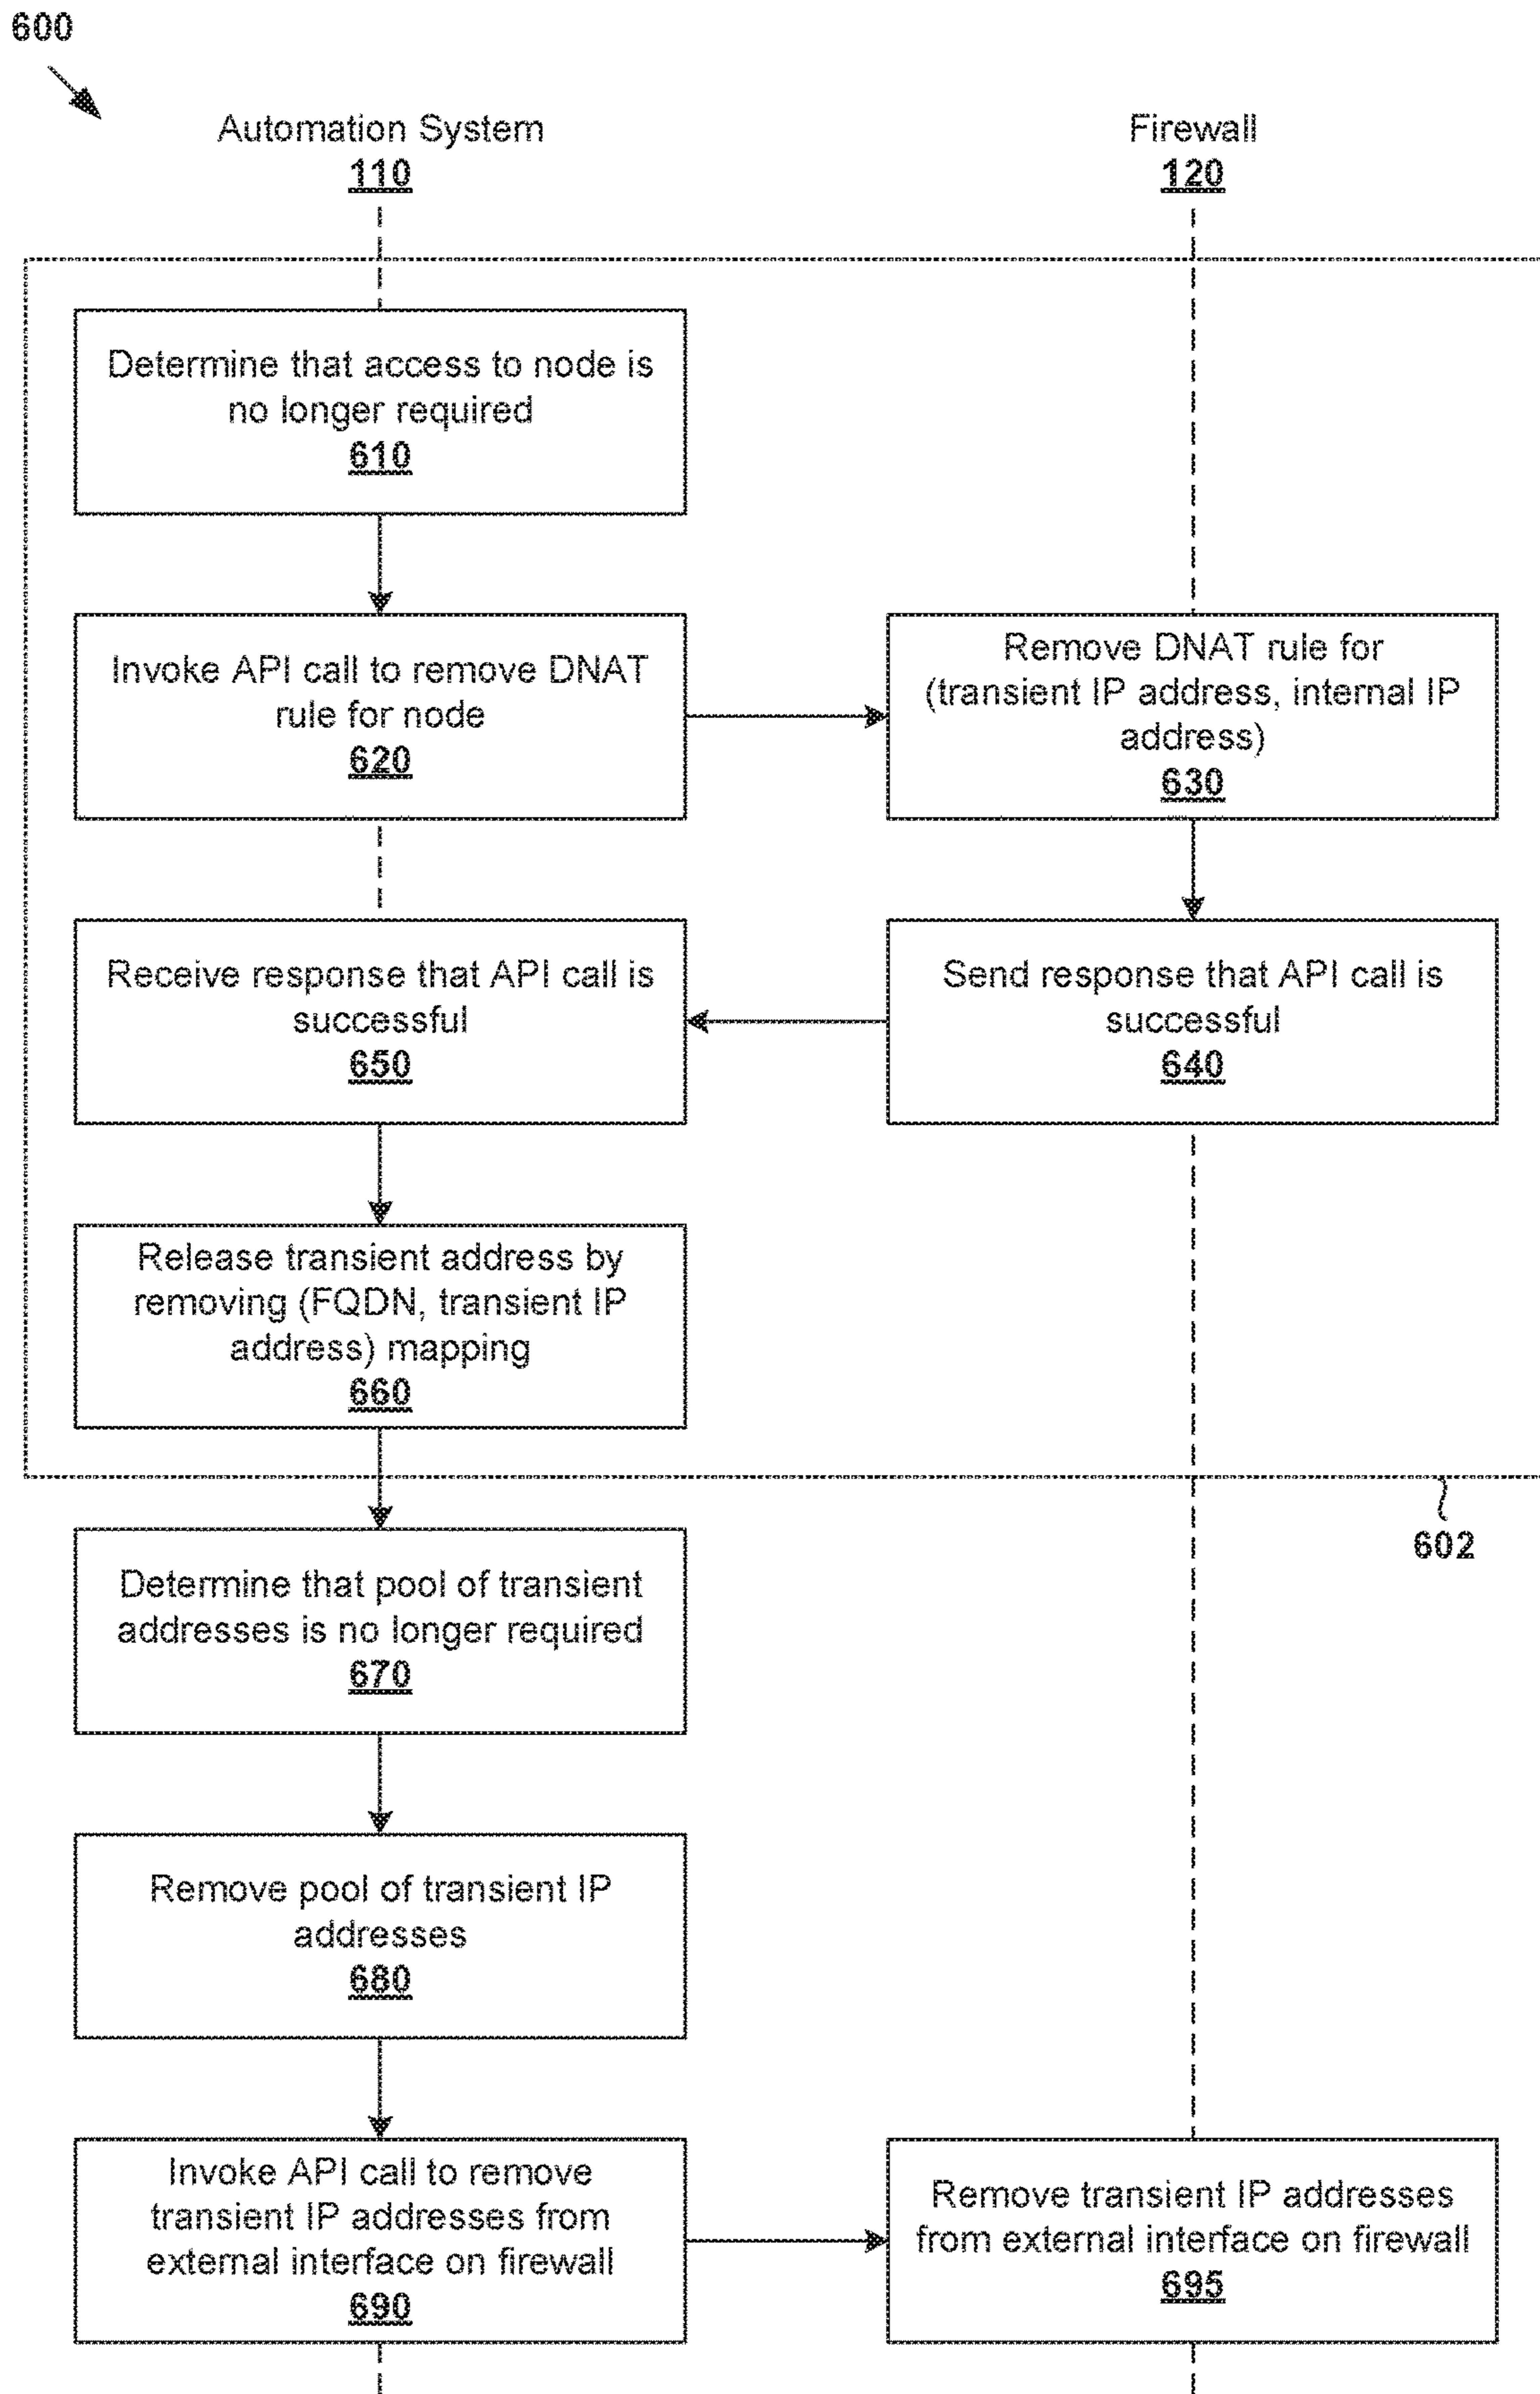 600
Automation System
110
Firewall
120
Determine that access to node is
no longer required
610
Invoke API call to remove DNAT
rule for node
620
Remove DNAT rule for
(transient IP address, internal IP
address)
630
Receive response that API call is
successful
650
Send response that API call is
successful
640
Release transient address by
removing (FQDN, transient IP
address) mapping
660
602
Determine that pool of transient
addresses is no longer required
670
Remove pool of transient IP
addresses
680
Invoke API call to remove
transient IP addresses from
external interface on firewall
690
Remove transient IP addresses
from external interface on firewall
695